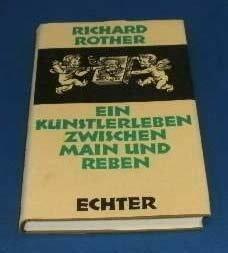 RICHARD
ROTHER
EIN
KÜNSTLERLEBEN
ZWISCHEN
MAIN UND
REBEN
ECHTER